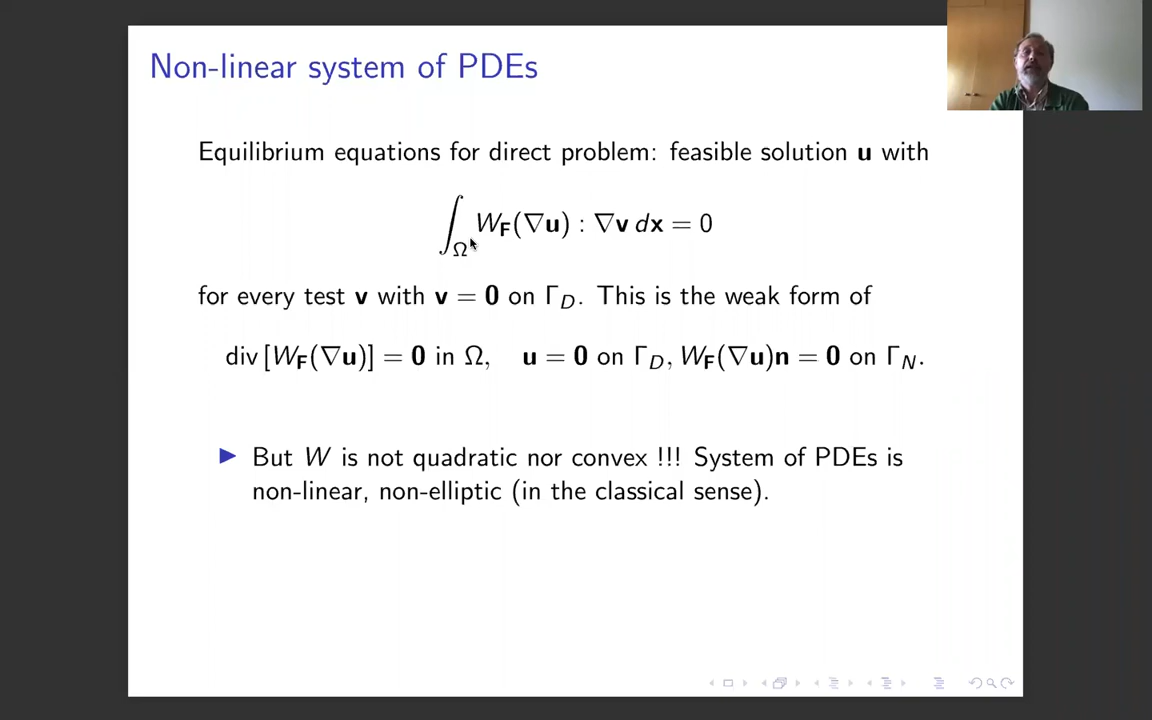 Non-linear system of PDEs
Equilibrium equations for direct problem: feasible solution u with
∫_Ω W_F(∇u) : ∇v dx = 0
for every test v with v = 0 on Γ_D. This is the weak form of
div [W_F(∇u)] = 0 in Ω, u = 0 on Γ_D, W_F(∇u)n = 0 on Γ_N.
▶ But W is not quadratic nor convex !!! System of PDEs is
non-linear, non-elliptic (in the classical sense).